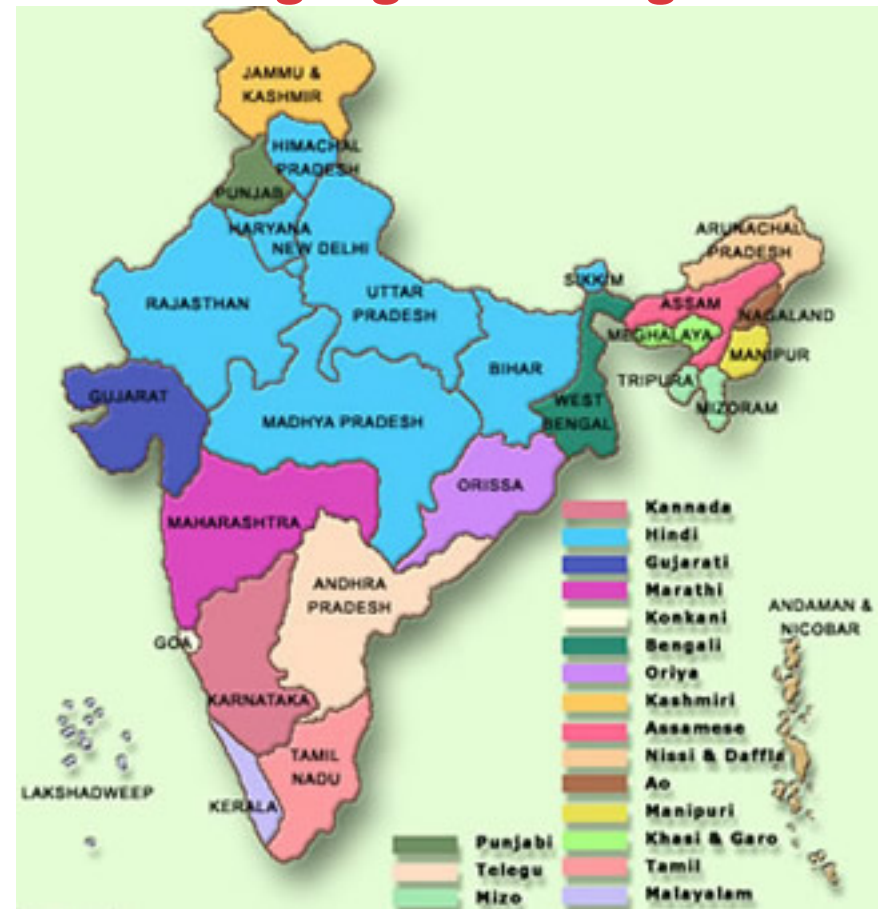 JAMMU &
KASHMIR
HIMACHAL
PRADESH
PUNJAB
HARYANA
NEW DELHI
ARUNACHAL
PRADESH
SIKKIM
RAJASTHAN
UTTAR
PRADESH
ASSAM
NAGALAND
MEGHALAYA
MANIPUR
BIHAR
TRIPURA
GUJARAT
WEST
BENGAL
MIZORAM
MADHYA PRADESH
ORISSA
MAHARASHTRA
ANDHRA
PRADESH
GOA
KARNATAKA
TAMIL
NADU
LAKSHADWEEP
KERALA
ANDAMAN &
NICOBAR
Kannada
Hindi
Gujarati
Marathi
Konkani
Bengali
Oriya
Kashmiri
Assamese
Nissi & Daffla
Ao
Manipuri
Khasi & Garo
Tamil
Malayalam
Punjabi
Telegu
Mizo